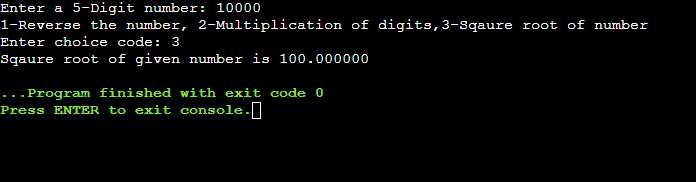 Enter a 5-Digit number: 10000
1-Reverse the number, 2-Multiplication of digits,3-Sqaure root of number
Enter choice code: 3
Sqaure root of given number is 100.000000
...Program finished with exit code 0
Press ENTER to exit console.